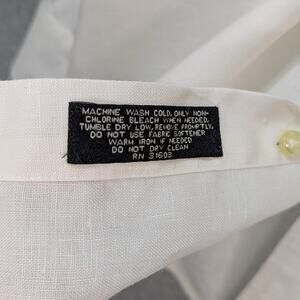 MACHINE WASH COLD, ONLY NON-
CHLORINE BLEACH WHEN NEEDED,
TUMBLE DRY LOW, REMOVE PROMPTLY,
DO NOT USE FABRIC SOFTENER
WARM IRON IF NEEDED
DO NOT DRY CLEAN
RN 31603